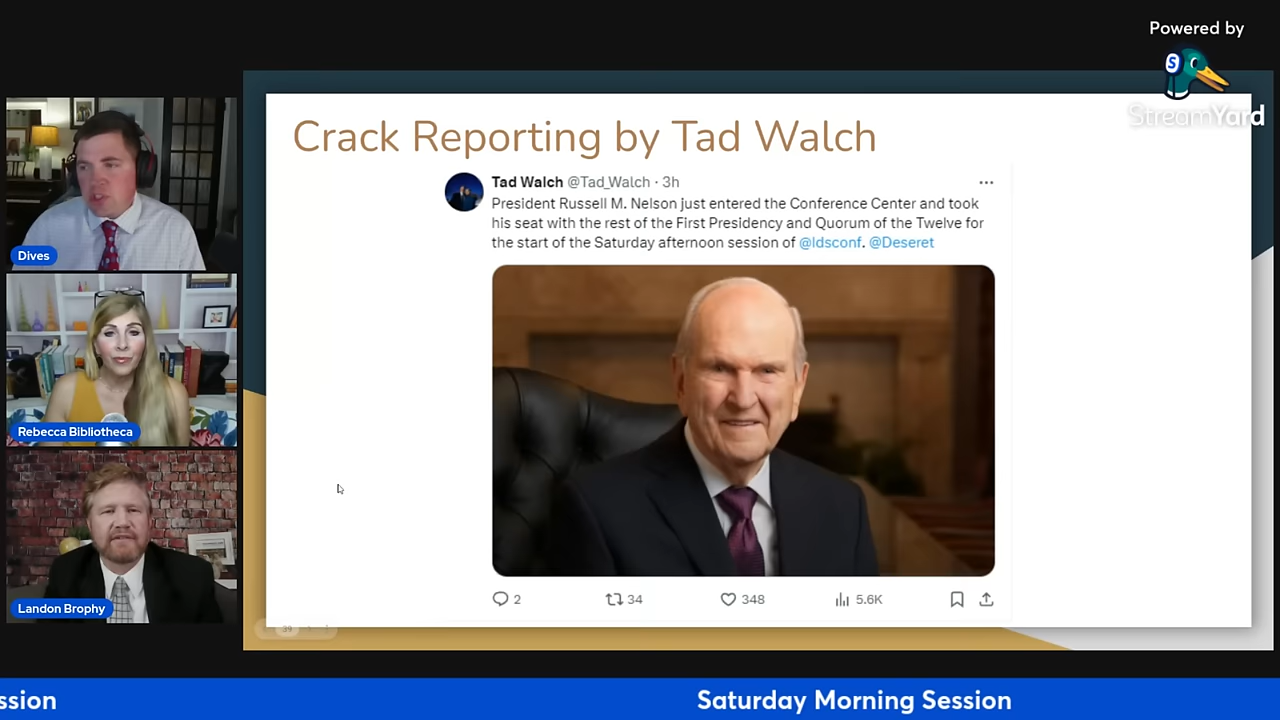 Powered by
S
StreamYard
Crack Reporting by Tad Walch
Tad Walch @Tad_Walch · 3h
President Russell M. Nelson just entered the Conference Center and took
his seat with the rest of the First Presidency and Quorum of the Twelve for
the start of the Saturday afternoon session of @ldsconf. @Deseret
2 34 348 5.6K
Dives
Rebecca Bibliotheca
Landon Brophy
39
ssion
Saturday Morning Session